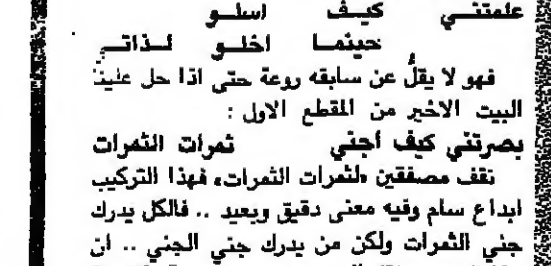 علمتني كيف اسلو
حينما اخلو لذاتي
فهو لا يقلُّ عن سابقه روعة حتى اذا حل علينا
البيت الاخير من المقطع الاول :
بصرتني كيف أجني ثمرات الثمرات
نقف مصفقين «لثمرات الثمرات» فهذا التركيب
ابداع سام وفيه معنى دقيق وبعيد .. فالكل يدرك
جني الثمرات ولكن من يدرك جني الجني .. ان